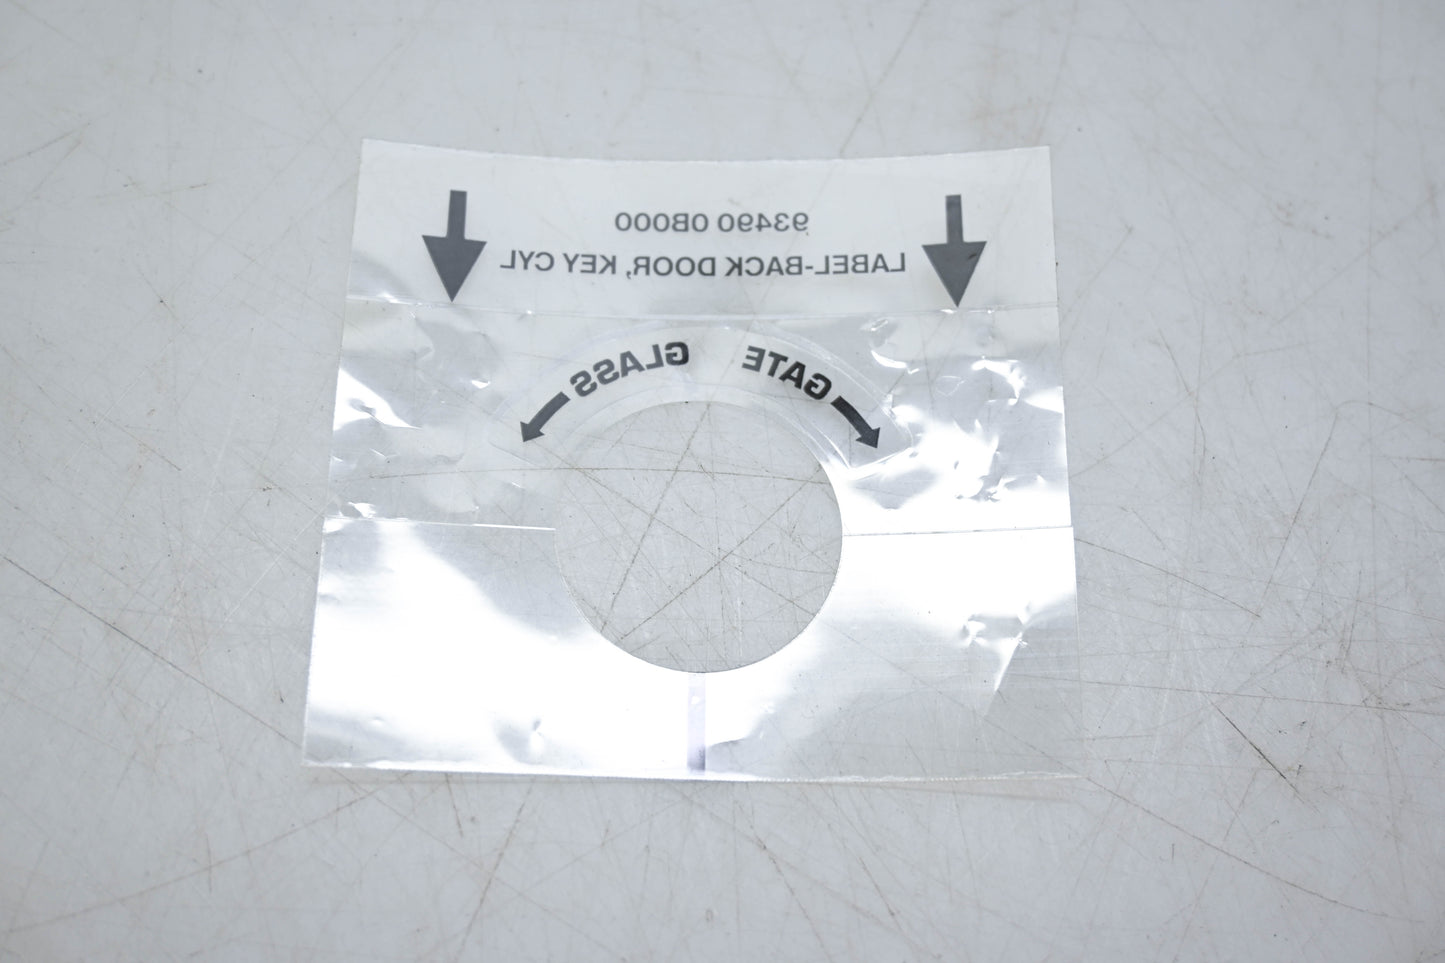 93490 0B000
LABEL-BACK DOOR, KEY CYL
GATE
GLASS